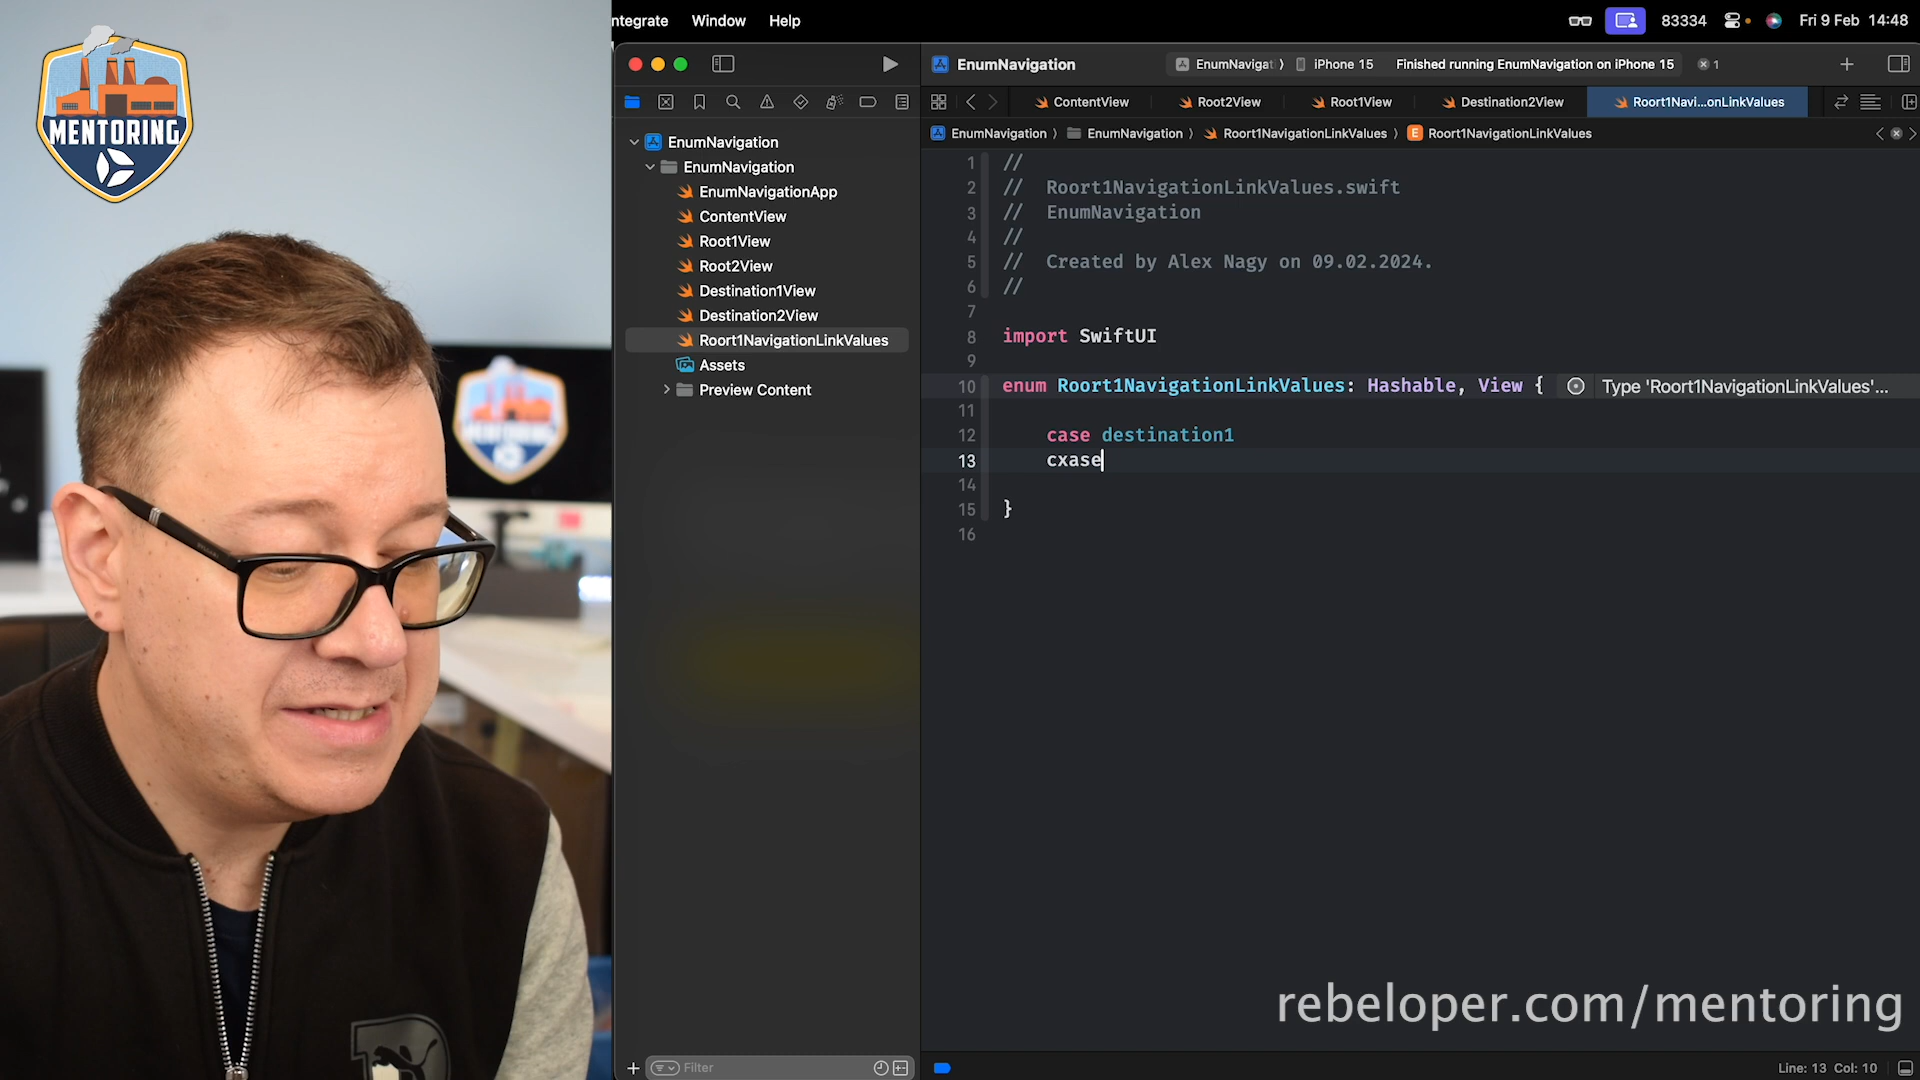 MENTORING
ntegrate Window Help
83334 Fri 9 Feb 14:48
EnumNavigation
EnumNavigat iPhone 15 Finished running EnumNavigation on iPhone 15 1
ContentView Root2View Root1View Destination2View Roort1Navi...onLinkValues
EnumNavigation EnumNavigation Roort1NavigationLinkValues E Roort1NavigationLinkValues
EnumNavigation
EnumNavigation
EnumNavigationApp
ContentView
Root1View
Root2View
Destination1View
Destination2View
Roort1NavigationLinkValues
Assets
Preview Content
Filter
1 //
2 // Roort1NavigationLinkValues.swift
3 // EnumNavigation
4 //
5 // Created by Alex Nagy on 09.02.2024.
6 //
7
8 import SwiftUI
9
10 enum Roort1NavigationLinkValues: Hashable, View { Type 'Roort1NavigationLinkValues'...
11
12 case destination1
13 cxase
14
15 }
16
rebeloper.com/mentoring
Line: 13 Col: 10
MENTORING